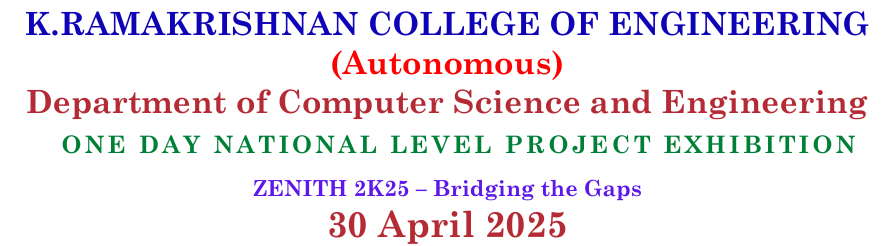 K.RAMAKRISHNAN COLLEGE OF ENGINEERING
(Autonomous)
Department of Computer Science and Engineering
ONE DAY NATIONAL LEVEL PROJECT EXHIBITION
ZENITH 2K25 – Bridging the Gaps
30 April 2025